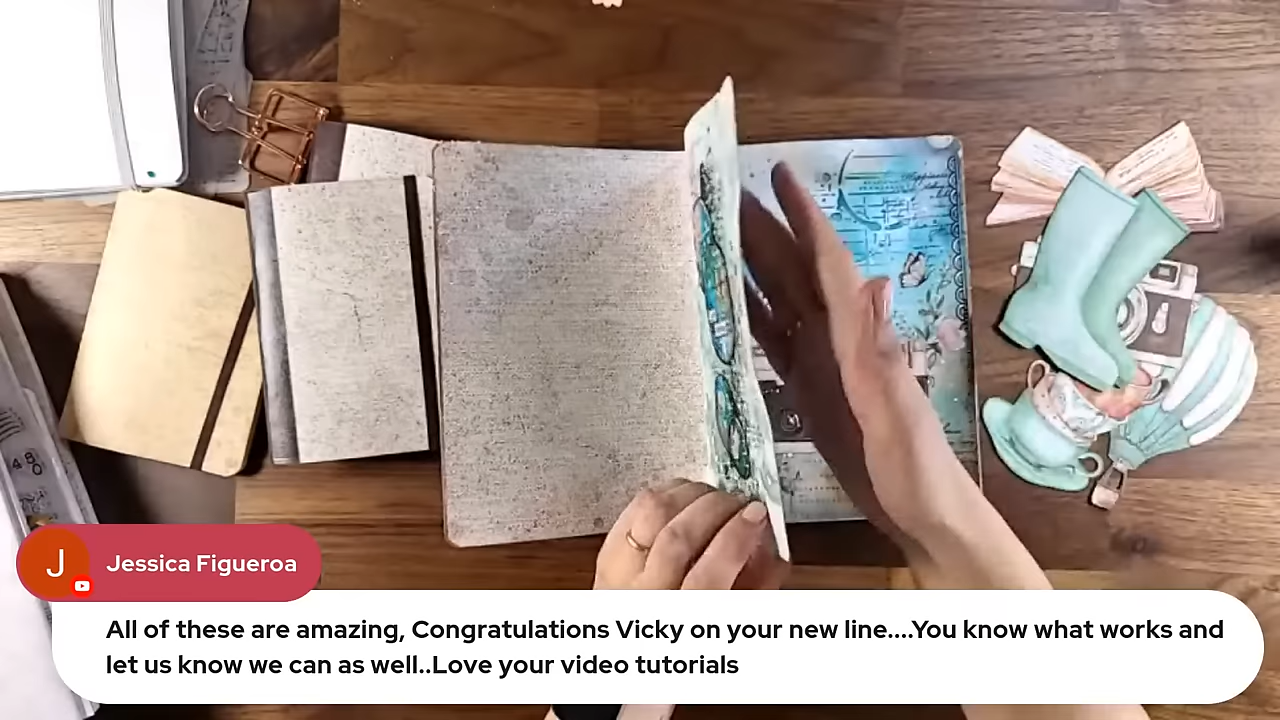 J
Jessica Figueroa
All of these are amazing, Congratulations Vicky on your new line....You know what works and
let us know we can as well..Love your video tutorials